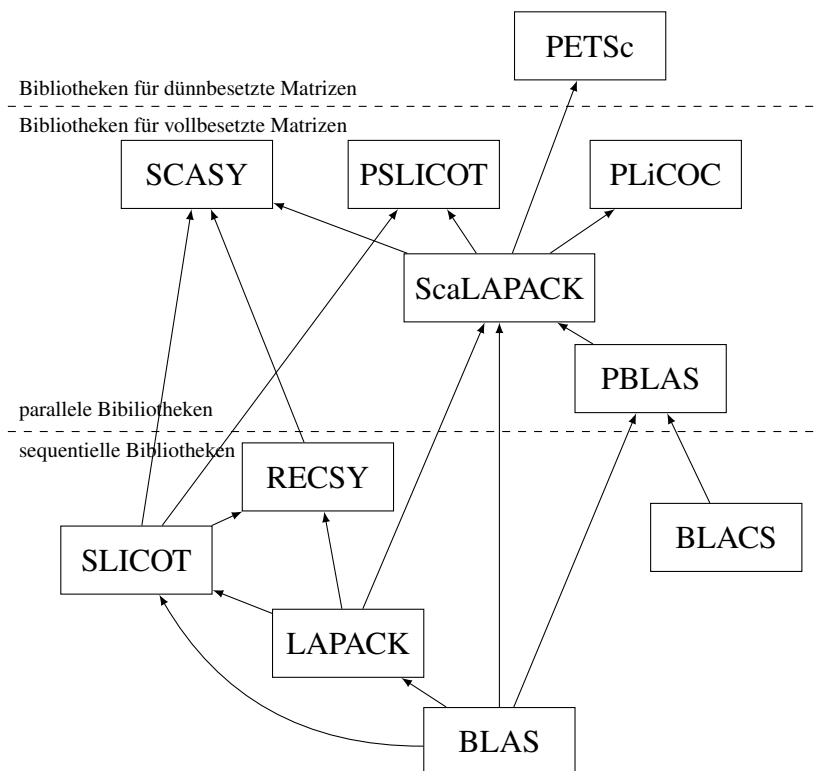 PETSc
Bibliotheken für dünnbesetzte Matrizen
Bibliotheken für vollbesetzte Matrizen
SCASY
PSLICOT
PLiCOC
ScaLAPACK
PBLAS
parallele Bibiliotheken
sequentielle Bibliotheken
RECSY
BLACS
SLICOT
LAPACK
BLAS